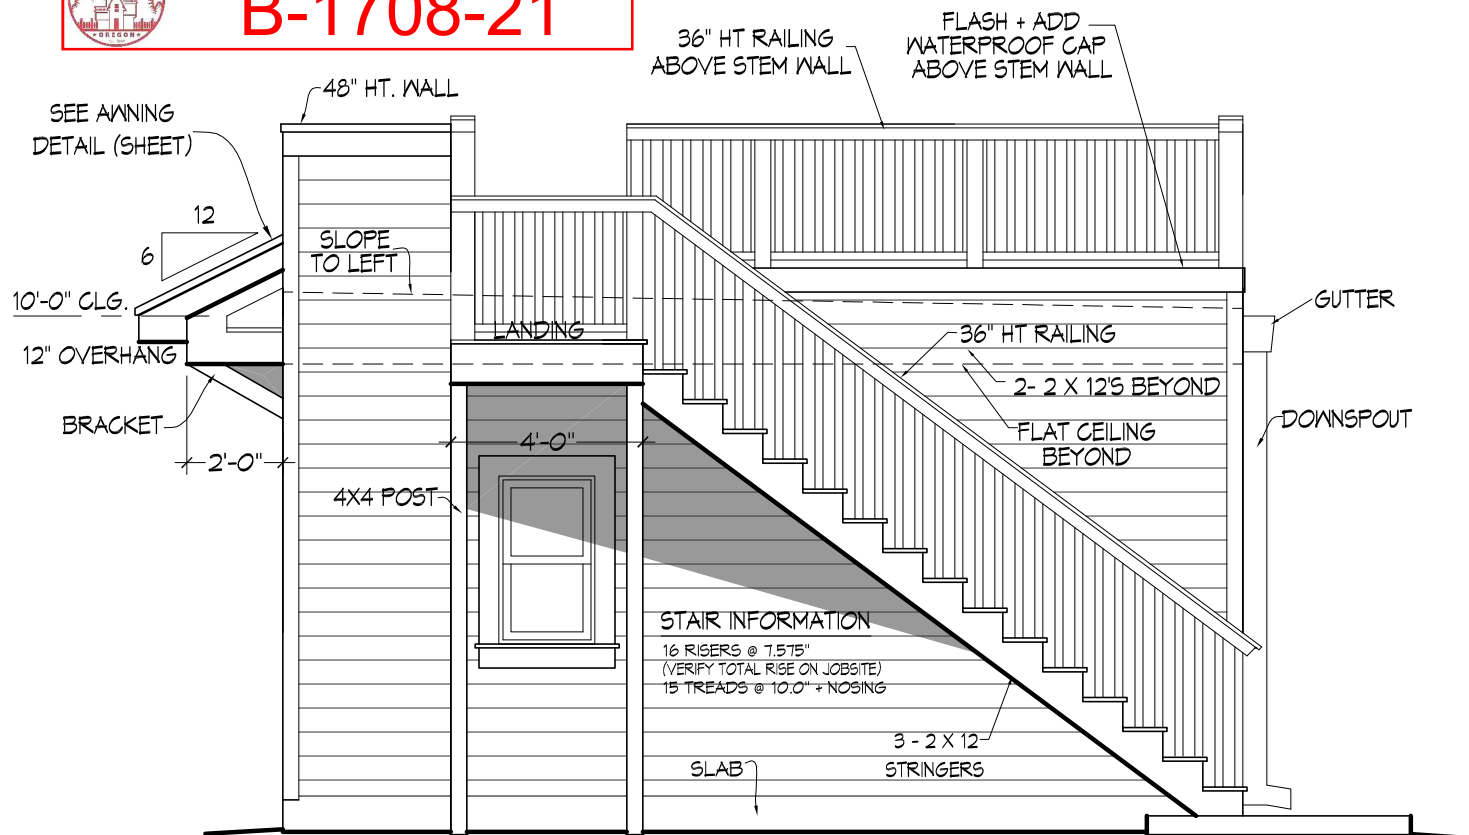 B-1708-21
OREGON
36" HT RAILING
ABOVE STEM WALL
FLASH + ADD
WATERPROOF CAP
ABOVE STEM WALL
48" HT. WALL
SEE AWNING
DETAIL (SHEET)
12
6
SLOPE
TO LEFT
10'-0" CLG.
12" OVERHANG
BRACKET
2'-0"
LANDING
4'-0"
4X4 POST
36" HT RAILING
2- 2 X 12'S BEYOND
FLAT CEILING
BEYOND
GUTTER
DOWNSPOUT
STAIR INFORMATION
16 RISERS @ 7.575"
(VERIFY TOTAL RISE ON JOBSITE)
15 TREADS @ 10.0" + NOSING
3 - 2 X 12
STRINGERS
SLAB